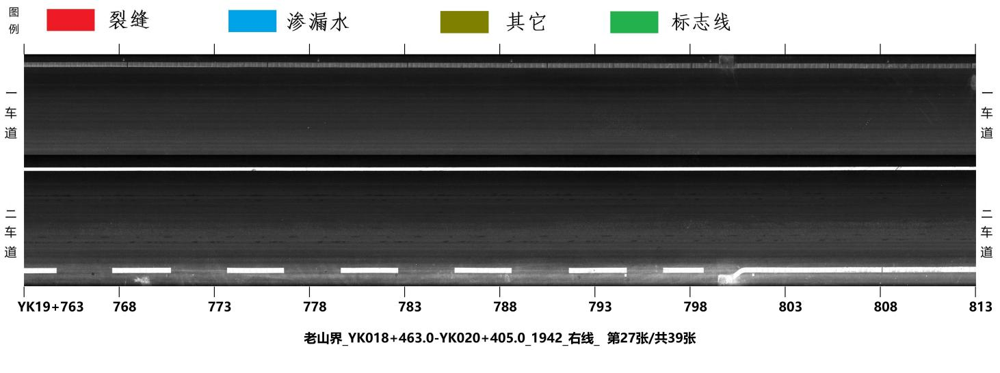 图例
裂缝 渗漏水 其它 标志线
一车道 一车道
二车道 二车道
YK19+763 768 773 778 783 788 793 798 803 808 813
老山界_YK018+463.0-YK020+405.0_1942_右线_ 第27张/共39张